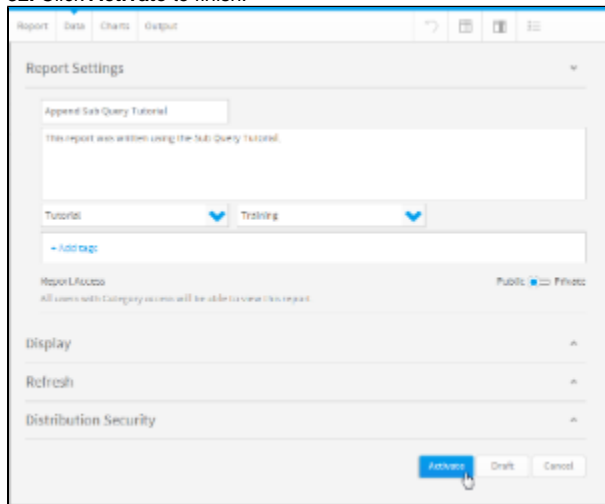 Click Activate to finish.
Report Data Charts Output
Report Settings
Append Sub Query Tutorial
This report was written using the Sub Query Tutorial.
Tutorial Training
+ Add tags
Report Access Public Private
All users with Category access will be able to view this report
Display
Refresh
Distribution Security
Activate Draft Cancel